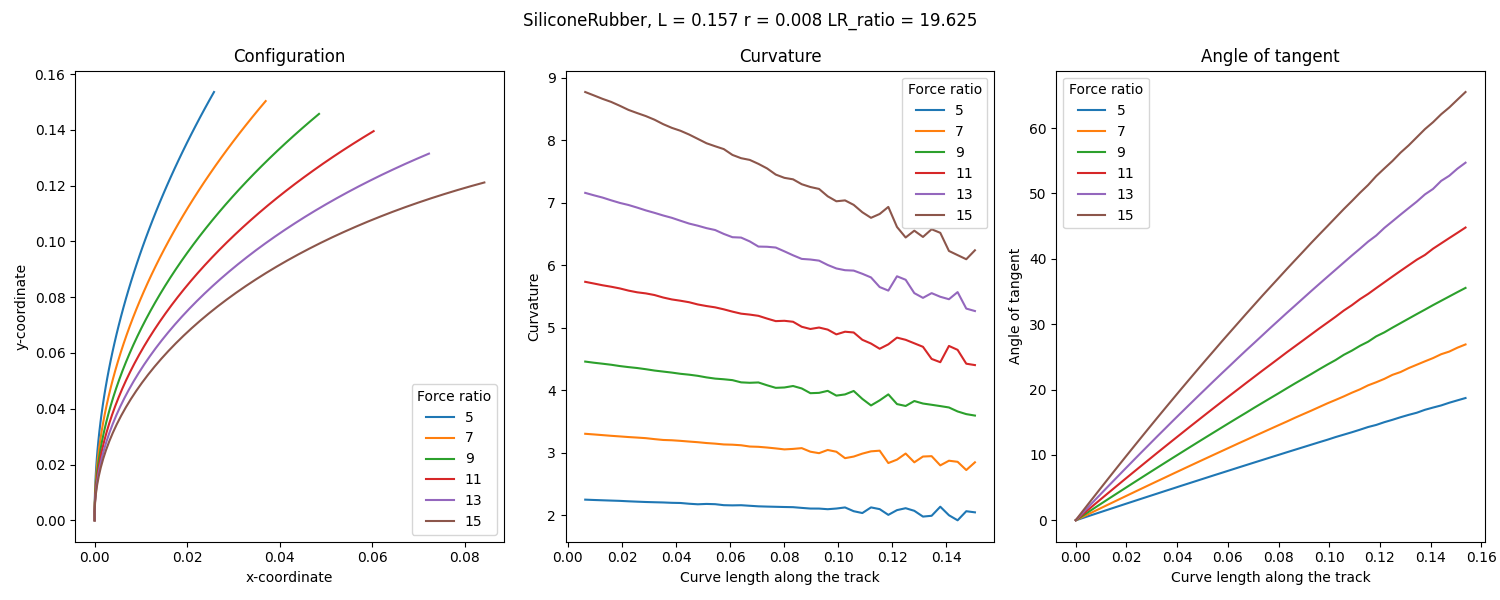 SiliconeRubber, L = 0.157 r = 0.008 LR_ratio = 19.625
Configuration
y-coordinate
0.16
0.14
0.12
0.10
0.08
0.06
0.04
0.02
0.00
Force ratio
5
7
9
11
13
15
0.00 0.02 0.04 0.06 0.08
x-coordinate
Curvature
Curvature
9
8
7
6
5
4
3
2
Force ratio
5
7
9
11
13
15
0.00 0.02 0.04 0.06 0.08 0.10 0.12 0.14
Curve length along the track
Angle of tangent
Angle of tangent
60
50
40
30
20
10
0
Force ratio
5
7
9
11
13
15
0.00 0.02 0.04 0.06 0.08 0.10 0.12 0.14 0.16
Curve length along the track